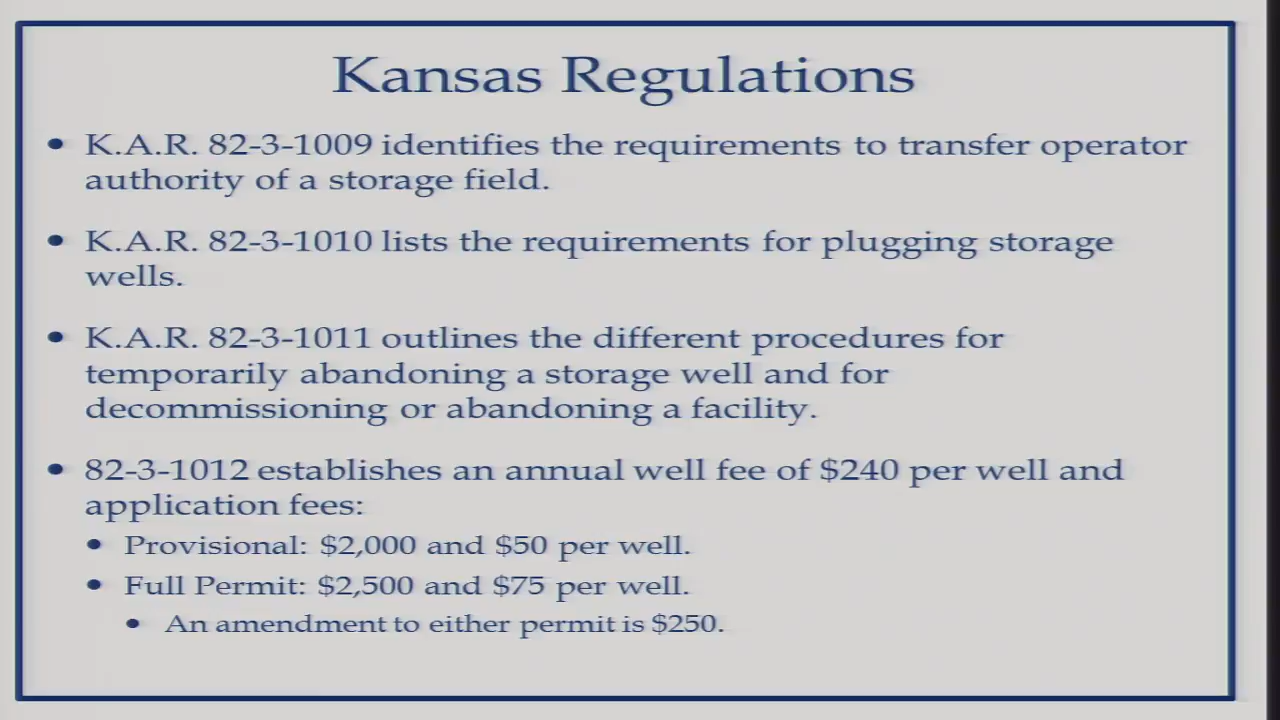 Kansas Regulations
• K.A.R. 82-3-1009 identifies the requirements to transfer operator
authority of a storage field.
• K.A.R. 82-3-1010 lists the requirements for plugging storage
wells.
• K.A.R. 82-3-1011 outlines the different procedures for
temporarily abandoning a storage well and for
decommissioning or abandoning a facility.
• 82-3-1012 establishes an annual well fee of $240 per well and
application fees:
• Provisional: $2,000 and $50 per well.
• Full Permit: $2,500 and $75 per well.
• An amendment to either permit is $250.